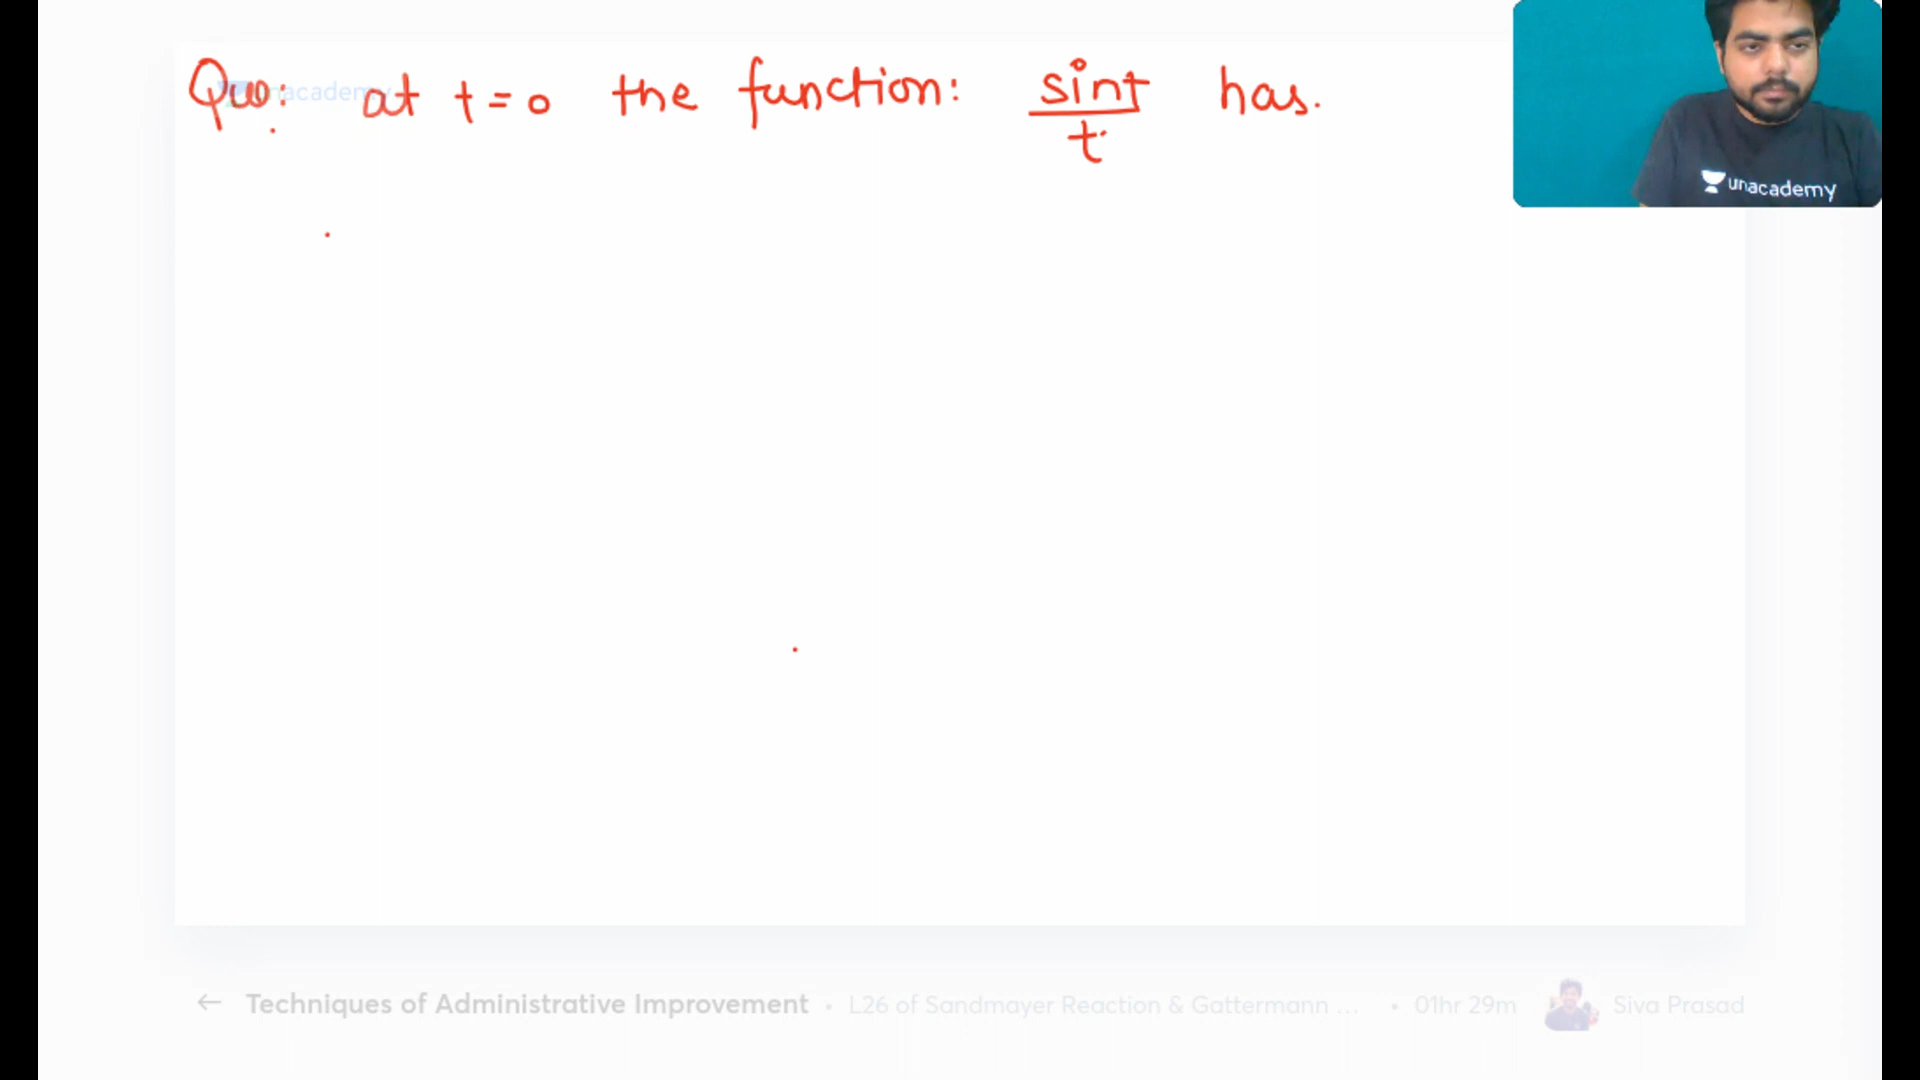 Que: at t=0 the function: sint/t has.
unacademy
unacademy
Techniques of Administrative Improvement • L26 of Sandmayer Reaction & Gattermann ... • 01hr 29m Siva Prasad